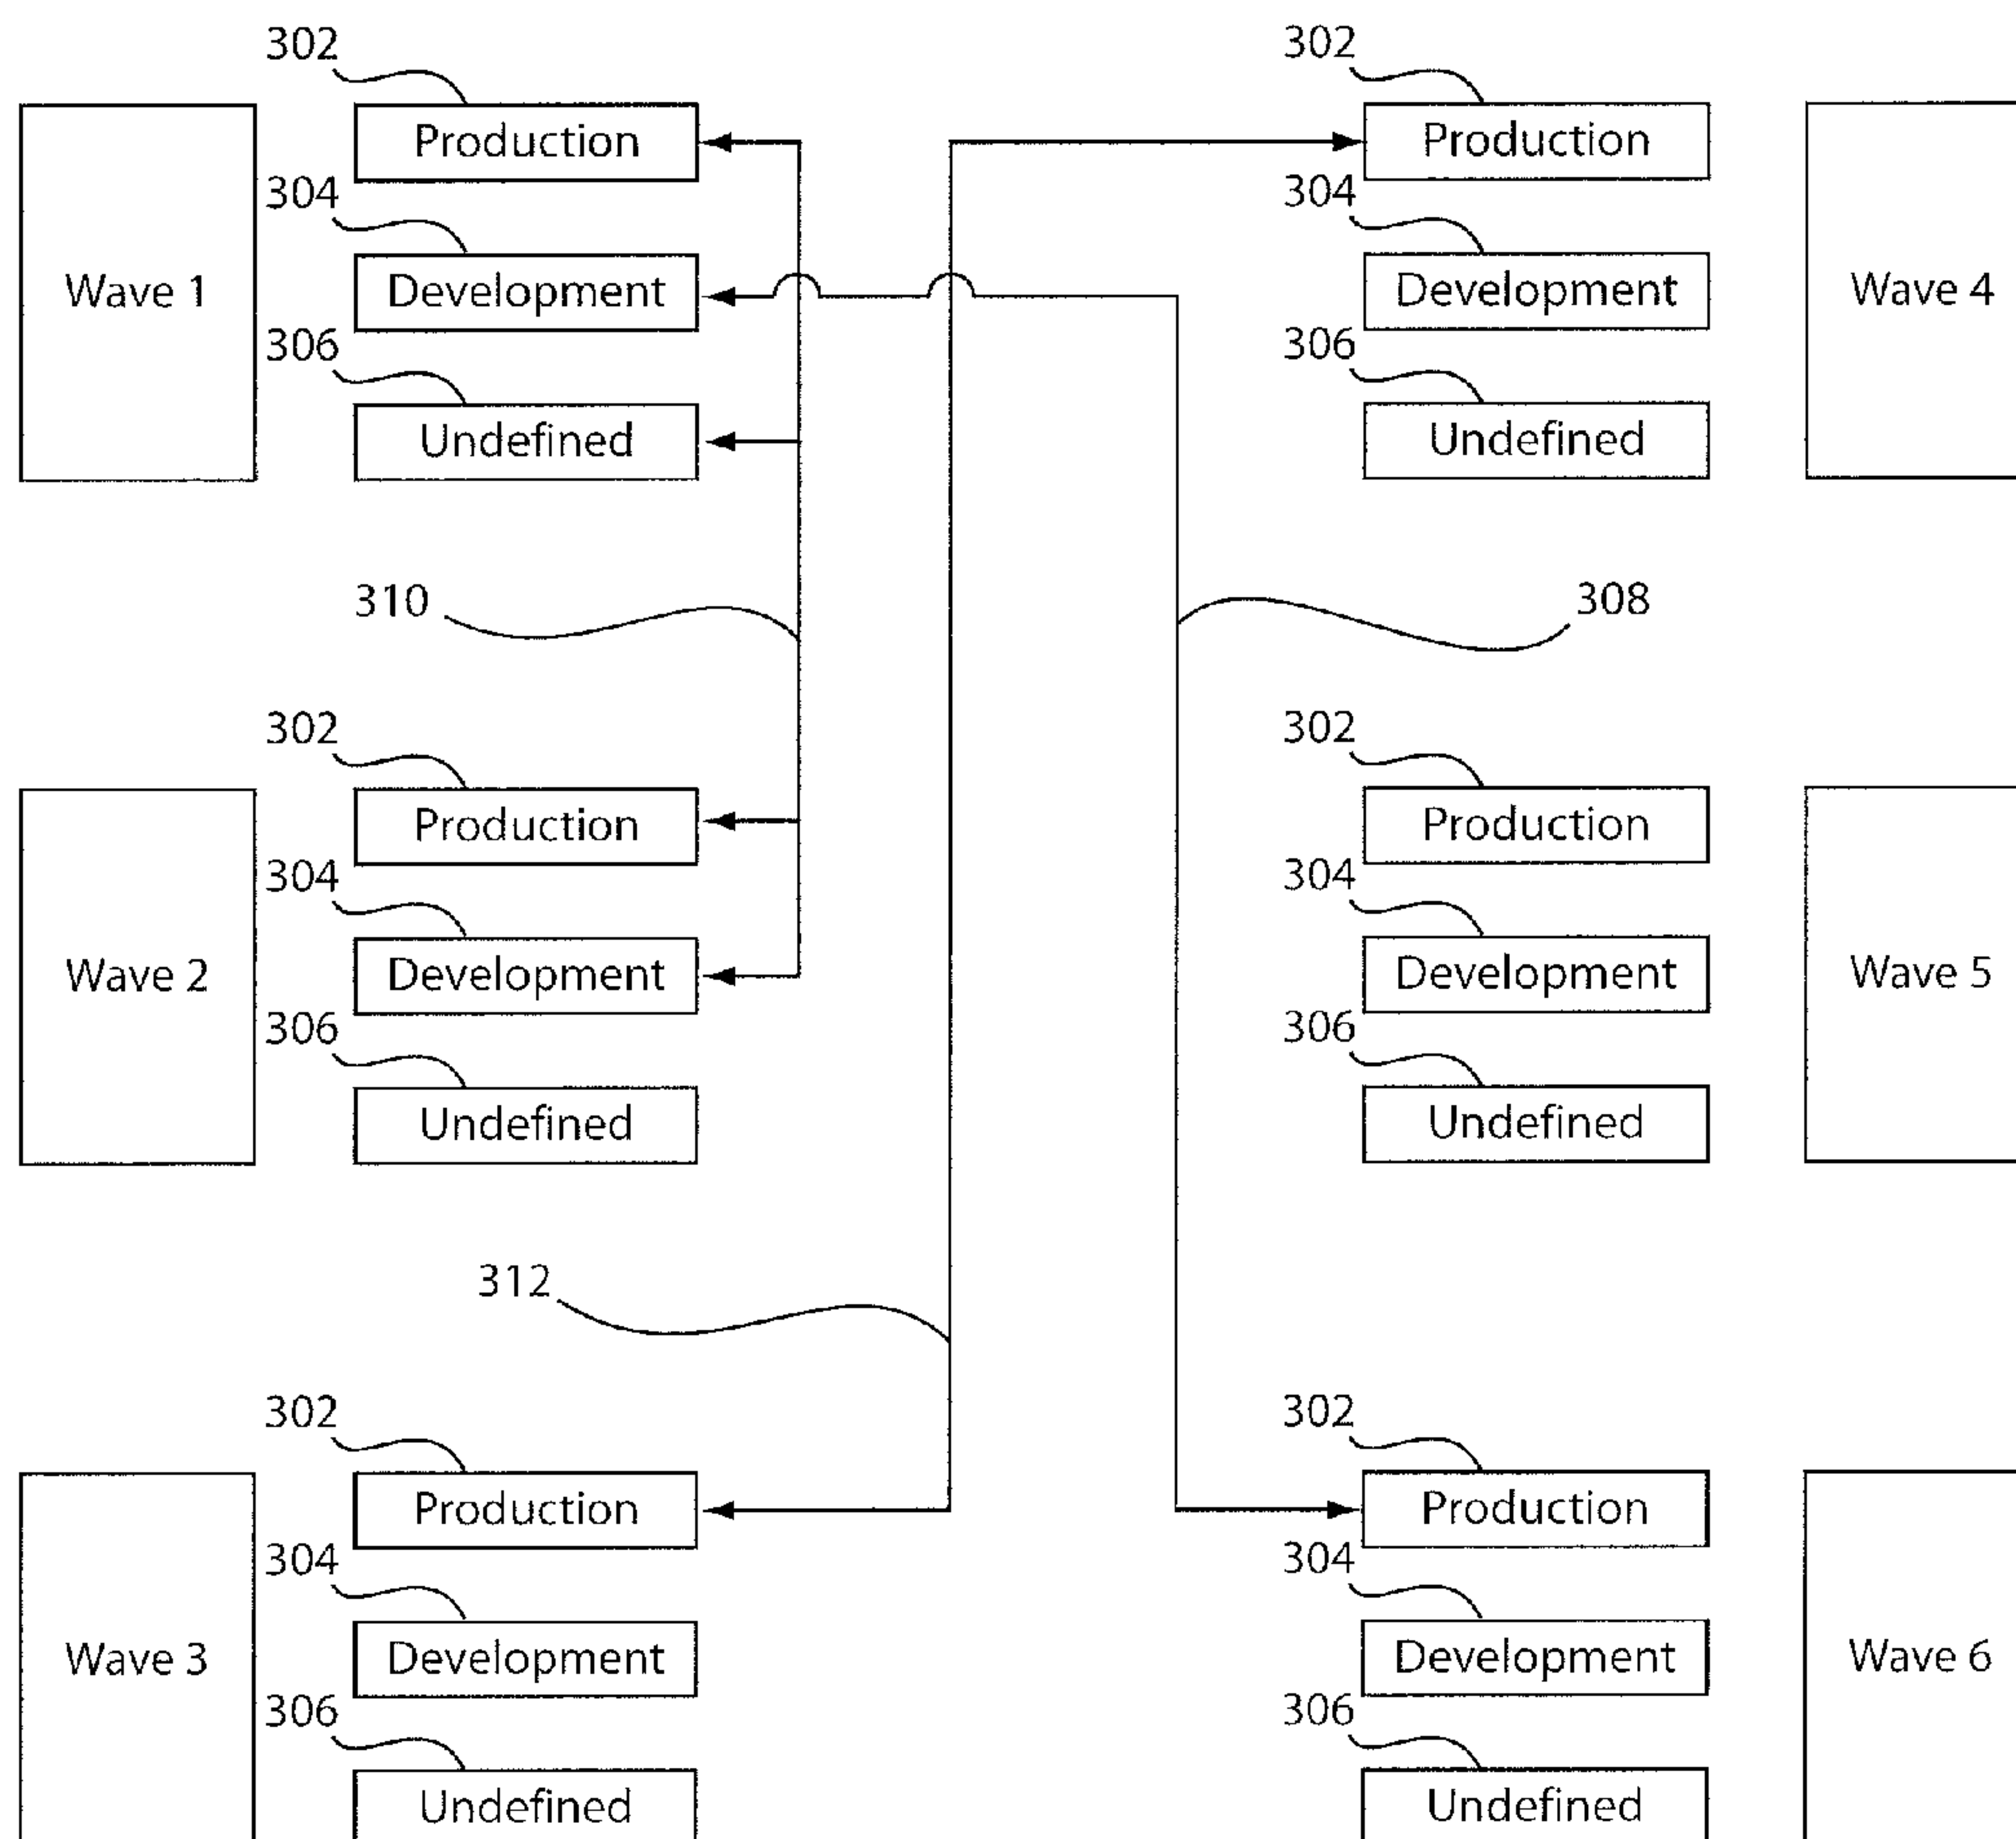 302
Production
304
Wave 1
Development
306
Undefined
302
Production
304
Development
Wave 4
306
Undefined
310
308
302
Production
304
Wave 2
Development
306
Undefined
302
Production
304
Development
Wave 5
306
Undefined
312
302
Production
304
Wave 3
Development
306
Undefined
302
Production
304
Development
Wave 6
306
Undefined